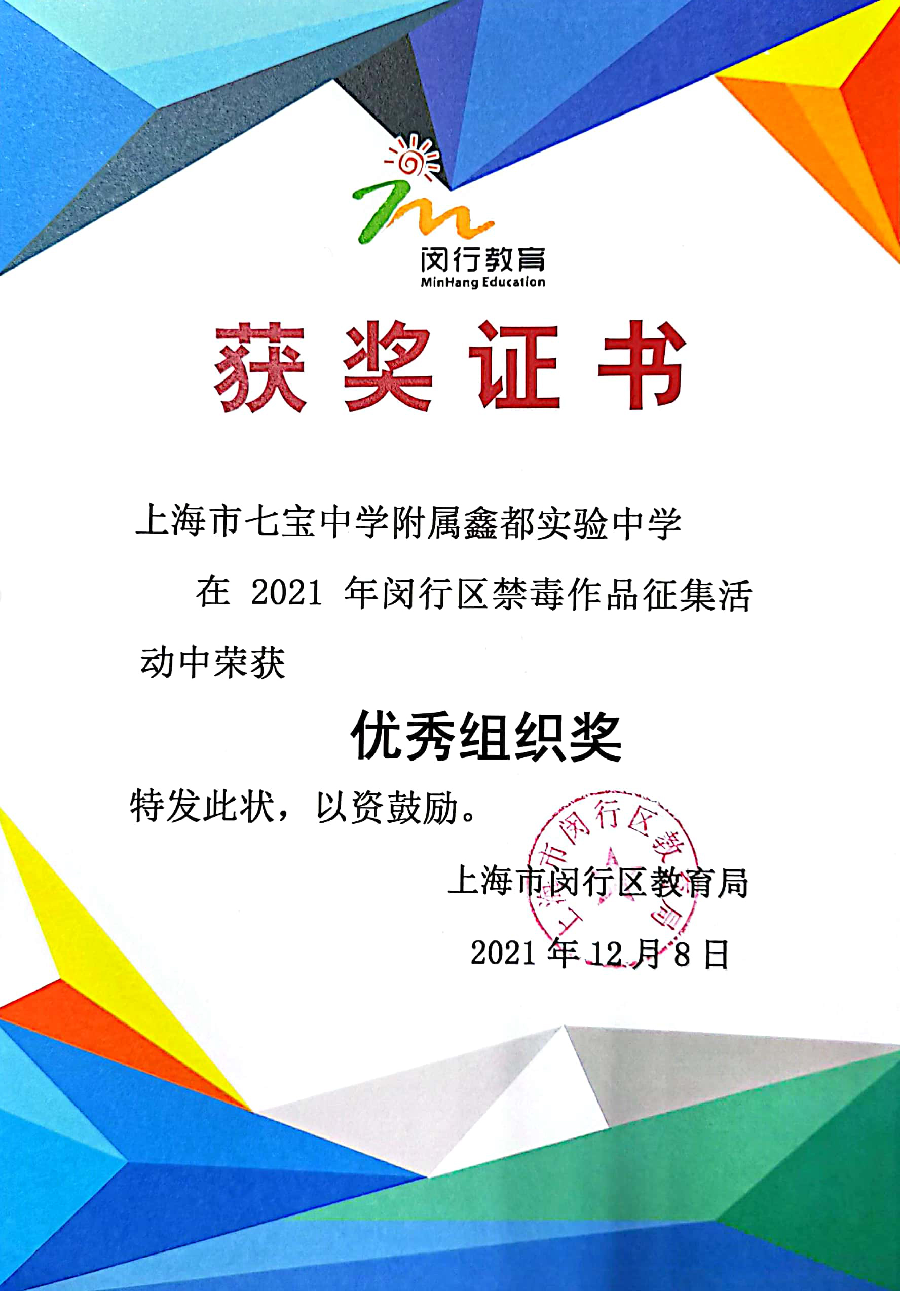 闵行教育
MinHang Education
获奖证书
上海市七宝中学附属鑫都实验中学
在 2021 年闵行区禁毒作品征集活
动中荣获
优秀组织奖
特发此状，以资鼓励。
上海市闵行区教育局
上海市闵行区教育局
2021 年 12 月 8 日